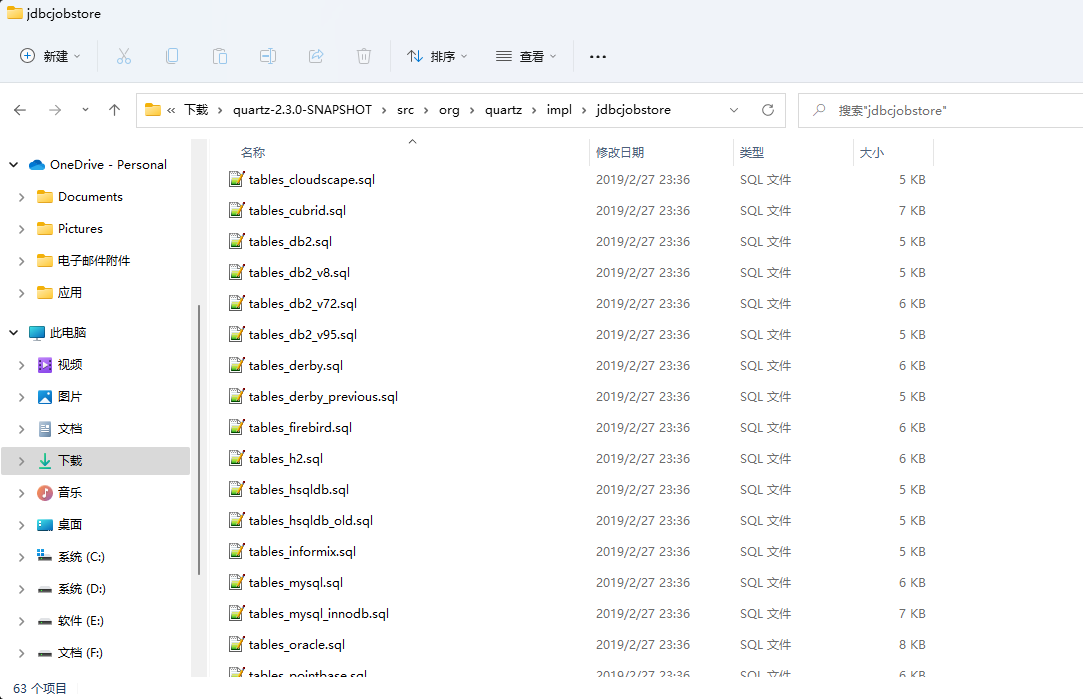 jdbcjobstore
新建 排序 查看
« 下载 › quartz-2.3.0-SNAPSHOT › src › org › quartz › impl › jdbcjobstore 搜索"jdbcjobstore"
OneDrive - Personal
Documents
Pictures
电子邮件附件
应用
此电脑
视频
图片
文档
下载
音乐
桌面
系统 (C:)
系统 (D:)
软件 (E:)
文档 (F:)
名称 修改日期 类型 大小
tables_cloudscape.sql 2019/2/27 23:36 SQL 文件 5 KB
tables_cubrid.sql 2019/2/27 23:36 SQL 文件 7 KB
tables_db2.sql 2019/2/27 23:36 SQL 文件 5 KB
tables_db2_v8.sql 2019/2/27 23:36 SQL 文件 5 KB
tables_db2_v72.sql 2019/2/27 23:36 SQL 文件 6 KB
tables_db2_v95.sql 2019/2/27 23:36 SQL 文件 5 KB
tables_derby.sql 2019/2/27 23:36 SQL 文件 6 KB
tables_derby_previous.sql 2019/2/27 23:36 SQL 文件 5 KB
tables_firebird.sql 2019/2/27 23:36 SQL 文件 6 KB
tables_h2.sql 2019/2/27 23:36 SQL 文件 6 KB
tables_hsqldb.sql 2019/2/27 23:36 SQL 文件 5 KB
tables_hsqldb_old.sql 2019/2/27 23:36 SQL 文件 5 KB
tables_informix.sql 2019/2/27 23:36 SQL 文件 5 KB
tables_mysql.sql 2019/2/27 23:36 SQL 文件 6 KB
tables_mysql_innodb.sql 2019/2/27 23:36 SQL 文件 7 KB
tables_oracle.sql 2019/2/27 23:36 SQL 文件 8 KB
tables_pointbase.sql 2019/2/27 23:36 SQL 文件 6 KB
63 个项目